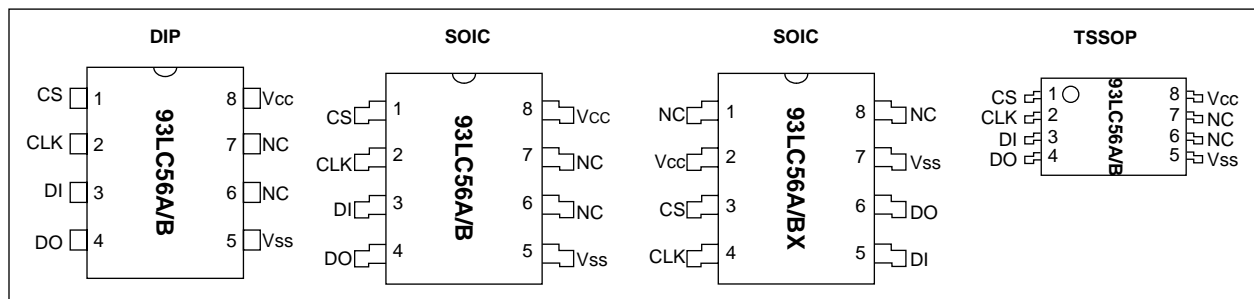 DIP
CS 1 8 Vcc
CLK 2 7 NC
DI 3 6 NC
DO 4 5 Vss
93LC56A/B
SOIC
CS 1 8 Vcc
CLK 2 7 NC
DI 3 6 NC
DO 4 5 Vss
93LC56A/B
SOIC
NC 1 8 NC
Vcc 2 7 Vss
CS 3 6 DO
CLK 4 5 DI
93LC56A/BX
TSSOP
CS 1 8 Vcc
CLK 2 7 NC
DI 3 6 NC
DO 4 5 Vss
93LC56A/B